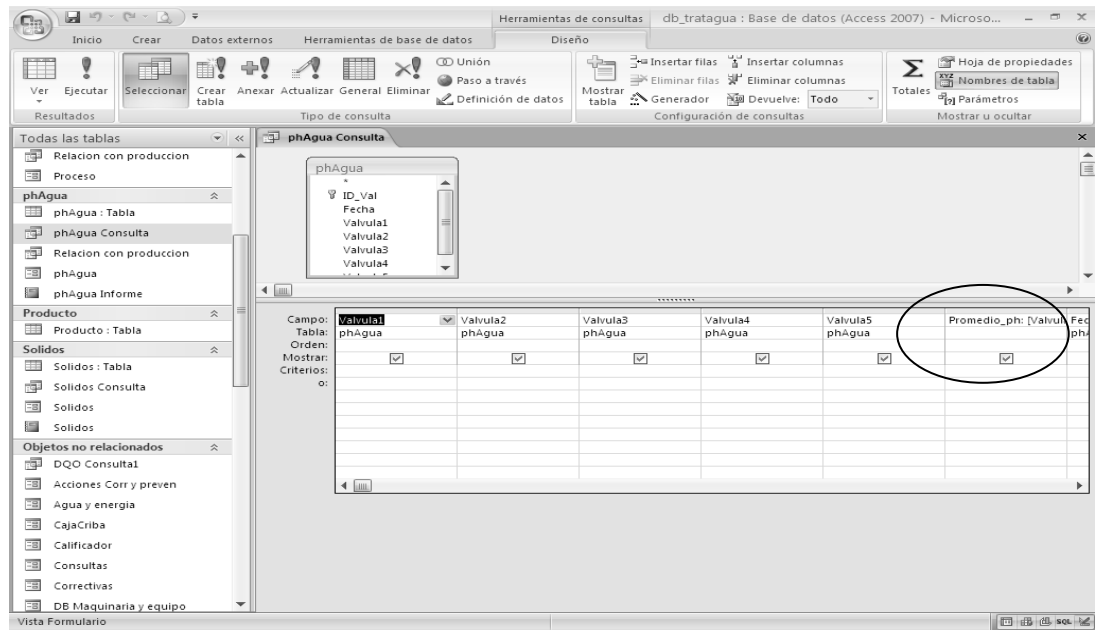 Herramientas de consultas db_tratagua : Base de datos (Access 2007) - Microso...
Inicio Crear Datos externos Herramientas de base de datos Diseño
Ver Ejecutar Seleccionar Crear tabla Anexar Actualizar General Eliminar
Unión
Paso a través
Definición de datos
Mostrar tabla
Insertar filas
Eliminar filas
Generador
Insertar columnas
Eliminar columnas
Devuelve: Todo
Totales
Hoja de propiedades
Nombres de tabla
Parámetros
Resultados Tipo de consulta Configuración de consultas Mostrar u ocultar
Todas las tablas
Relacion con produccion
Proceso
phAgua
phAgua : Tabla
phAgua Consulta
Relacion con produccion
phAgua
phAgua Informe
Producto
Producto : Tabla
Solidos
Solidos : Tabla
Solidos Consulta
Solidos
Solidos
Objetos no relacionados
DQO Consulta1
Acciones Corr y preven
Agua y energia
CajaCriba
Calificador
Consultas
Correctivas
DB Maquinaria y equipo
phAgua Consulta
phAgua
*
ID_Val
Fecha
Valvula1
Valvula2
Valvula3
Valvula4
Campo: Valvula1 Valvula2 Valvula3 Valvula4 Valvula5 Promedio_ph: [Valvul Fec
Tabla: phAgua phAgua phAgua phAgua phAgua
Orden:
Mostrar:
Criterios:
o:
Vista Formulario SQL